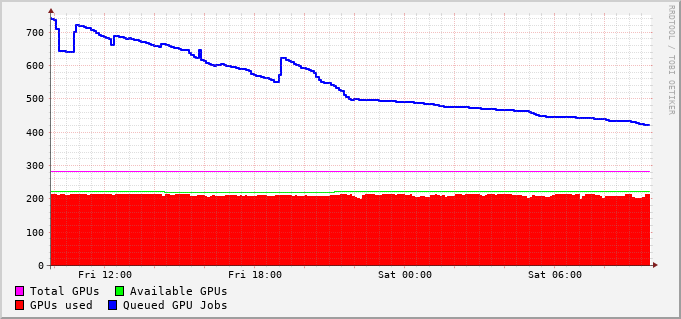 700
600
500
400
300
200
100
0
Fri 12:00 Fri 18:00 Sat 00:00 Sat 06:00
Total GPUs Available GPUs
GPUs used Queued GPU Jobs
RRDTOOL / TOBI OETIKER